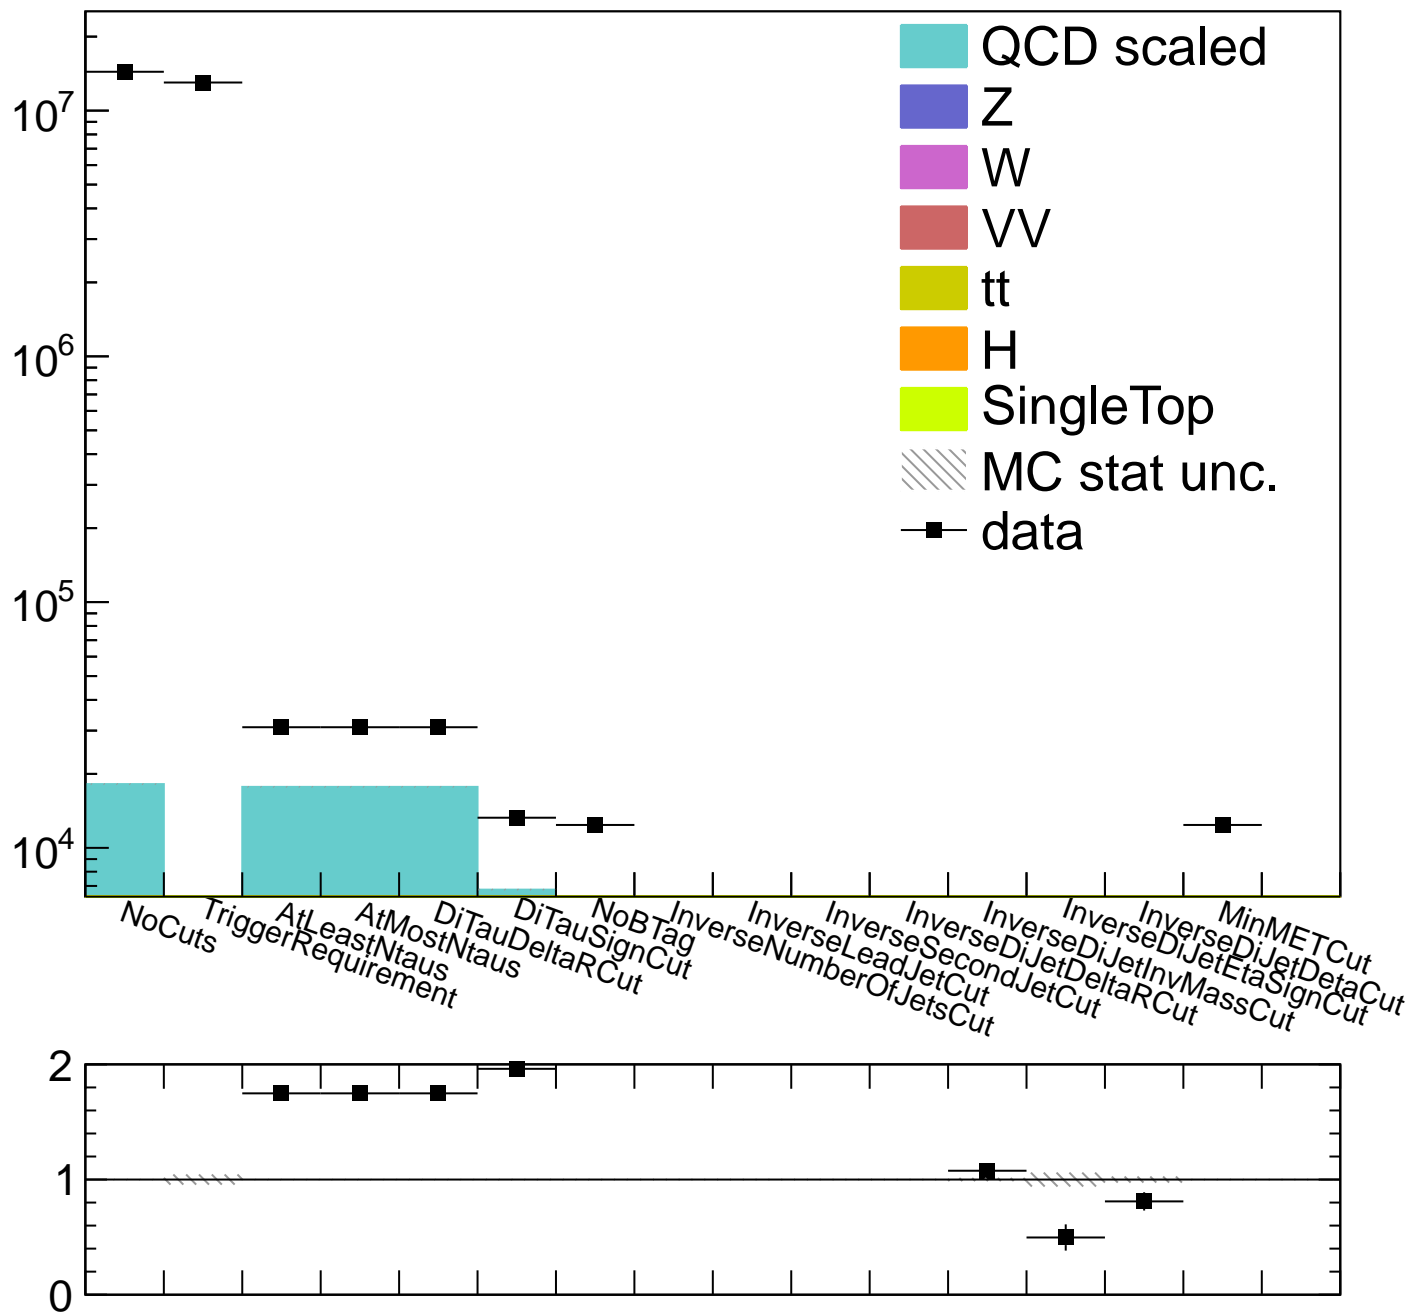 QCD scaled
Z
W
VV
tt
H
SingleTop
MC stat unc.
data
10^7
10^6
10^5
10^4
NoCuts
TriggerRequirement
AtLeastNtaus
AtMostNtaus
DiTauDeltaRCut
DiTauSignCut
NoBTag
InverseNumberOfJetsCut
InverseLeadJetCut
InverseSecondJetCut
InverseDiJetDeltaRCut
InverseDiJetInvMassCut
InverseDiJetEtaSignCut
InverseDiJetDetaCut
MinMETCut
2
1
0